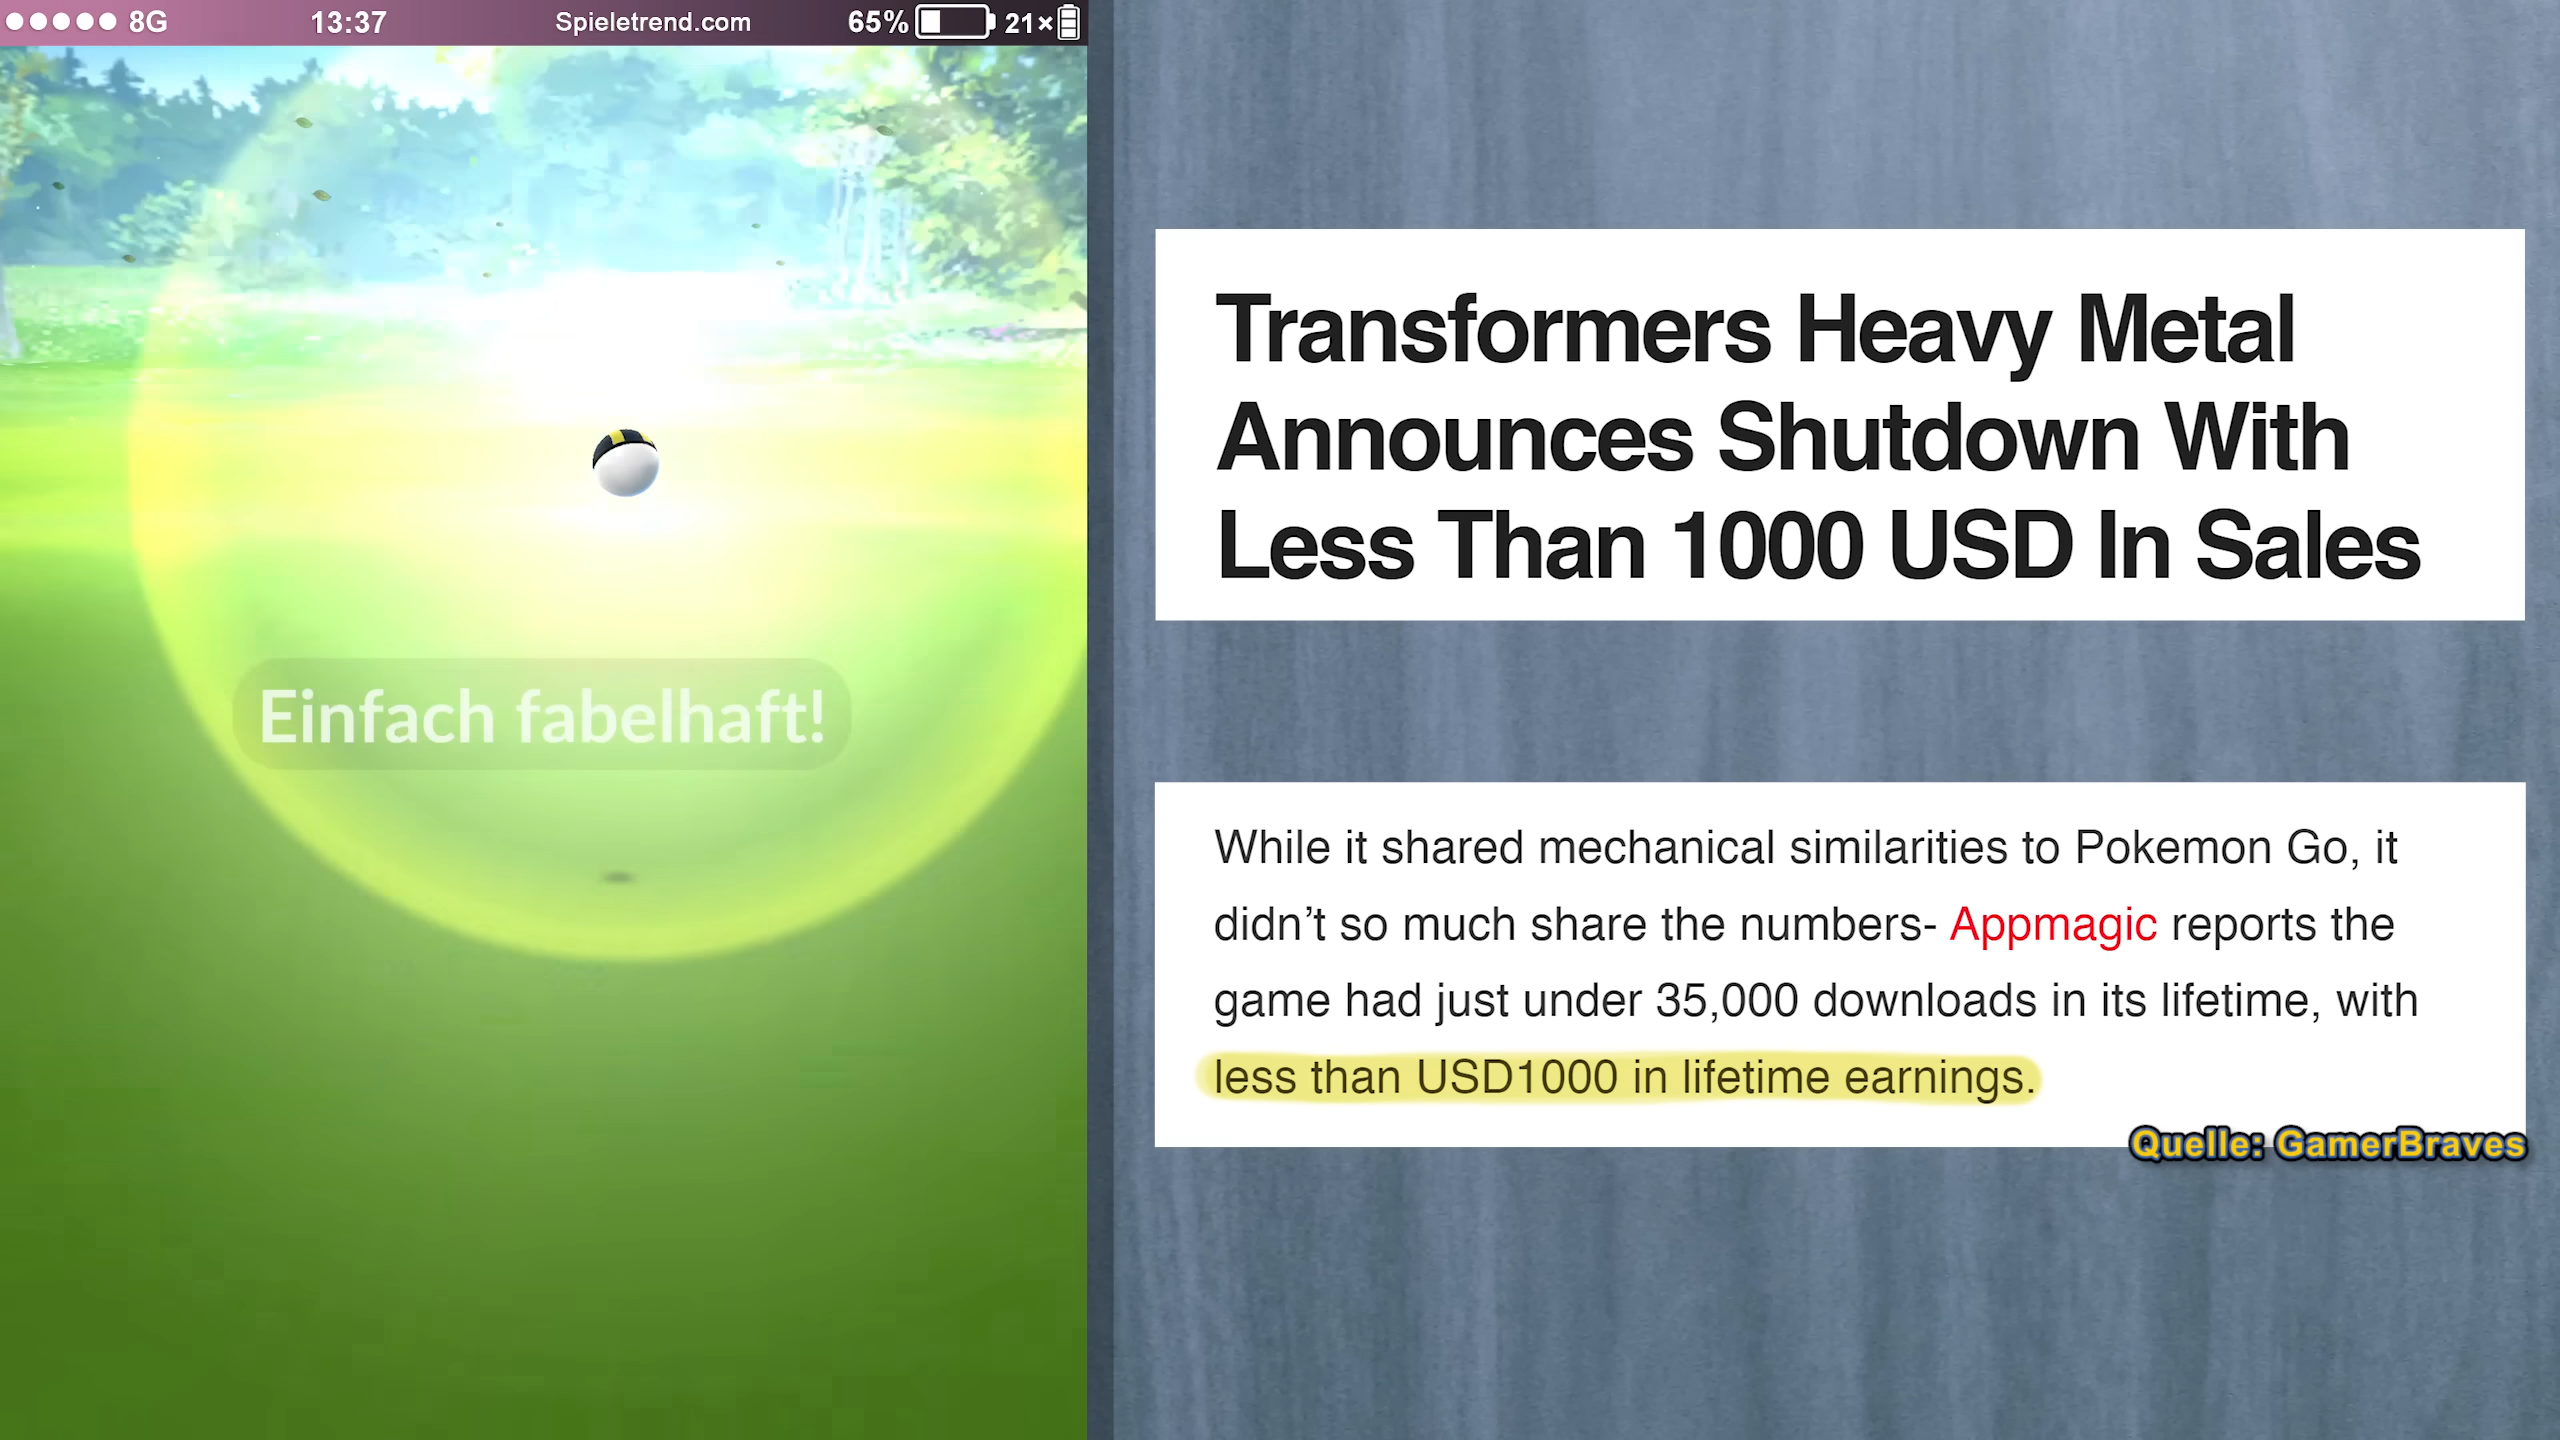 8G 13:37 Spieletrend.com 65% 21×
Einfach fabelhaft!
Transformers Heavy Metal
Announces Shutdown With
Less Than 1000 USD In Sales
While it shared mechanical similarities to Pokemon Go, it
didn’t so much share the numbers- Appmagic reports the
game had just under 35,000 downloads in its lifetime, with
less than USD1000 in lifetime earnings.
Quelle: GamerBraves